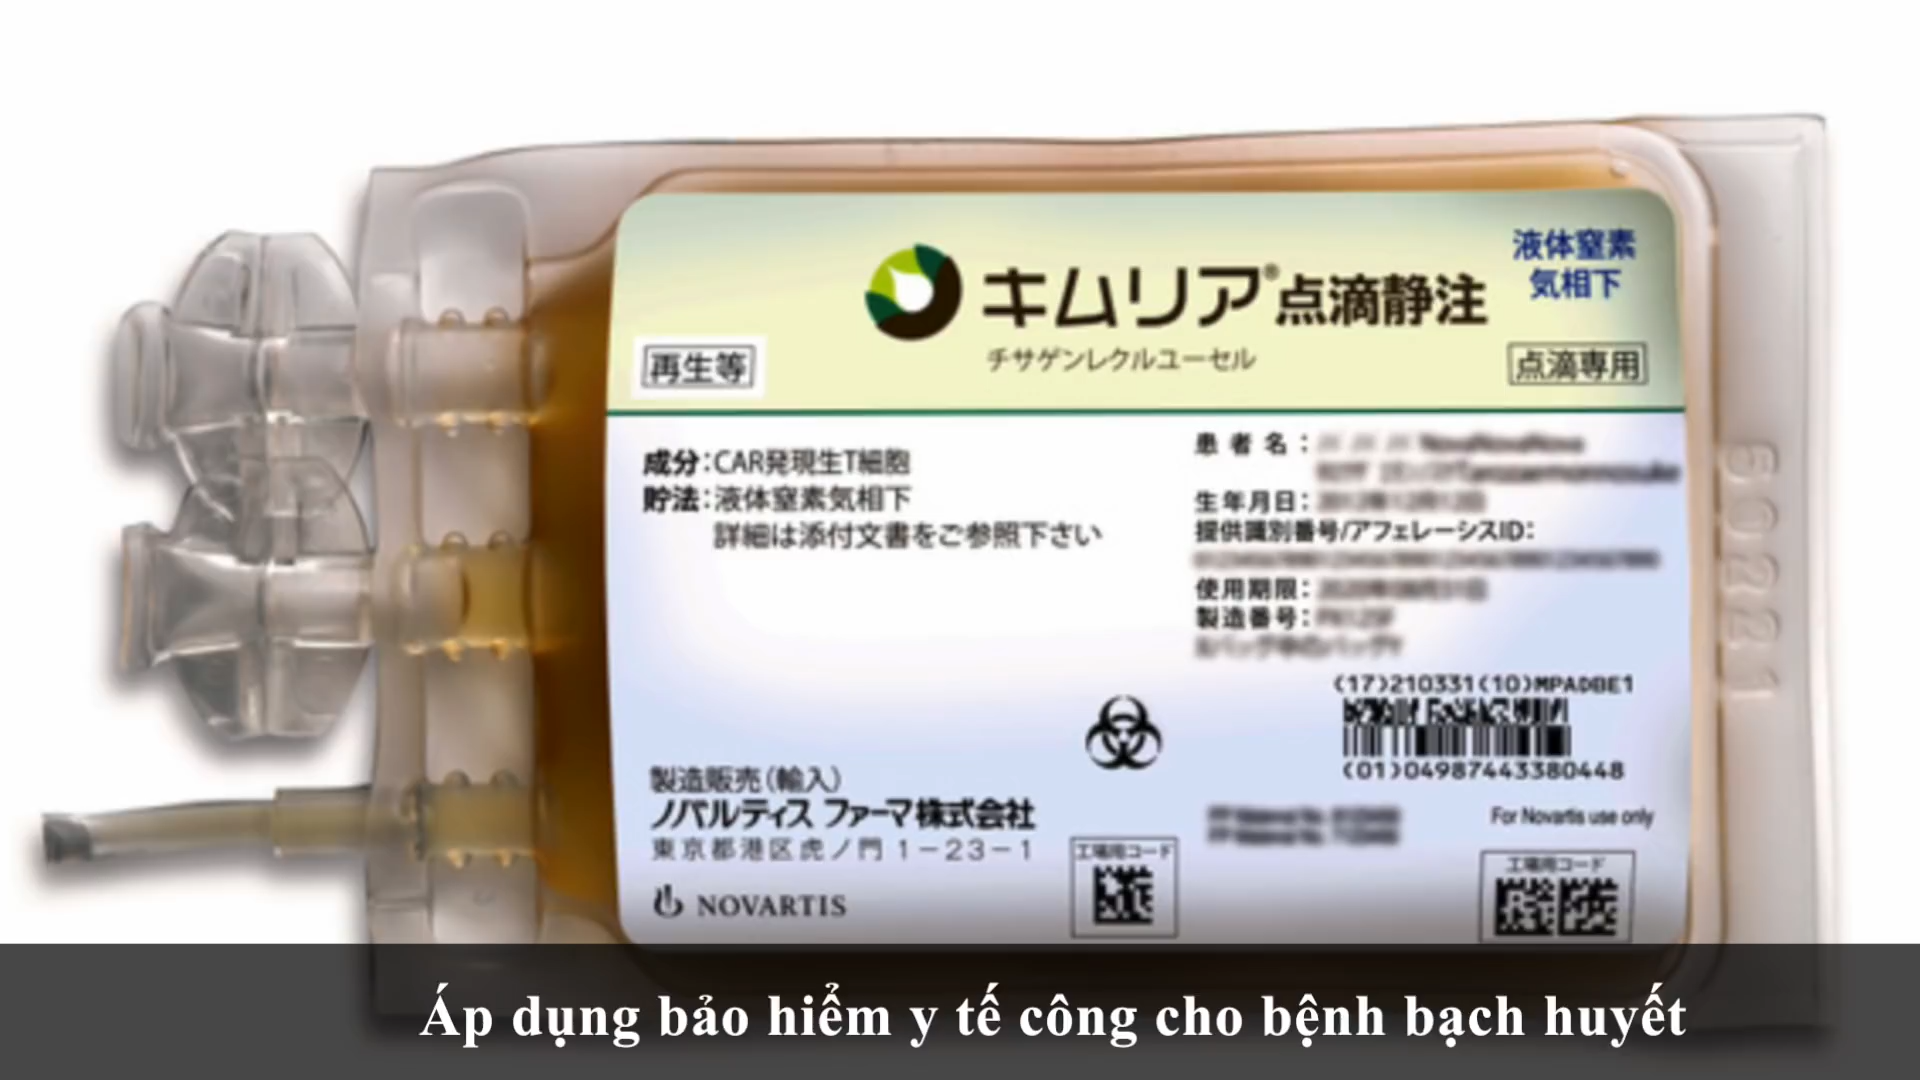 キムリア®点滴静注
チサゲンレクルユーセル
液体窒素
気相下
再生等
点滴専用
成分:CAR発現生T細胞
貯法:液体窒素気相下
詳細は添付文書をご参照下さい
患者名:
生年月日:
提供識別番号/アフェレーシスID:
使用期限:
製造番号:
(17)210331(10)MPADBE1
(01)04987443380448
製造販売(輸入)
ノバルティス ファーマ株式会社
東京都港区虎ノ門 1-23-1
NOVARTIS
For Novartis use only
工場用コード
工場用コード
50221
Áp dụng bảo hiểm y tế công cho bệnh bạch huyết